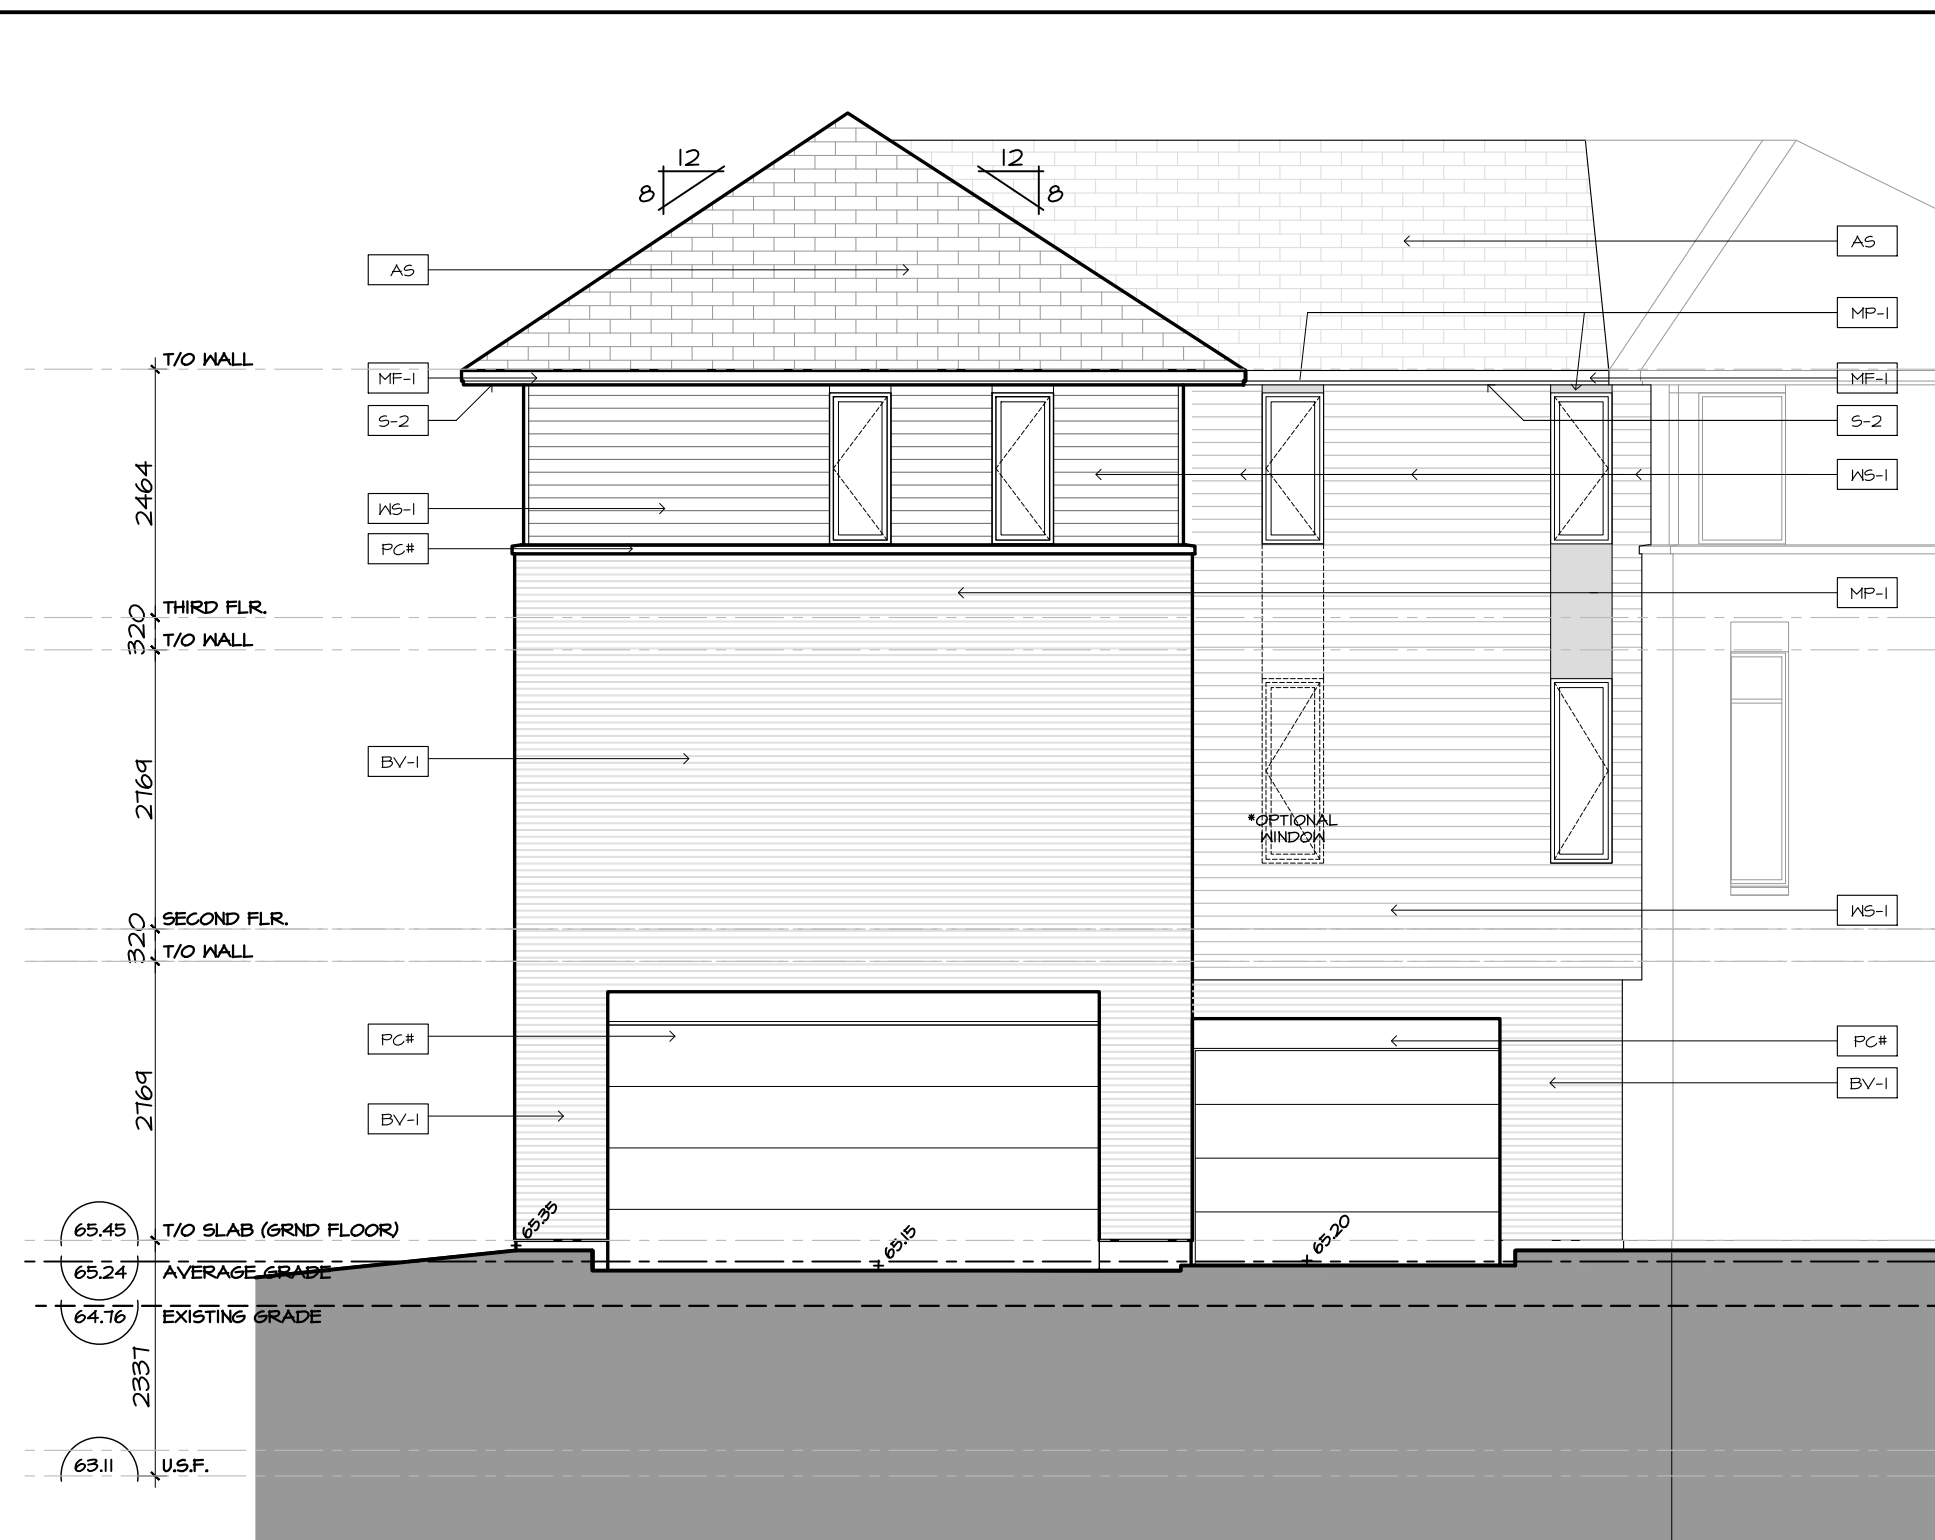 12
8
12
8
AS
AS
MP-1
T/O WALL
MF-1
MF-1
S-2
S-2
2464
WS-1
WS-1
PC#
MP-1
THIRD FLR.
320
T/O WALL
2769
BV-1
*OPTIONAL
WINDOW
WS-1
SECOND FLR.
320
T/O WALL
PC#
PC#
2769
BV-1
BV-1
65.35
65.15
65.20
65.45
T/O SLAB (GRND FLOOR)
65.24
AVERAGE GRADE
64.76
EXISTING GRADE
2337
63.11
U.S.F.